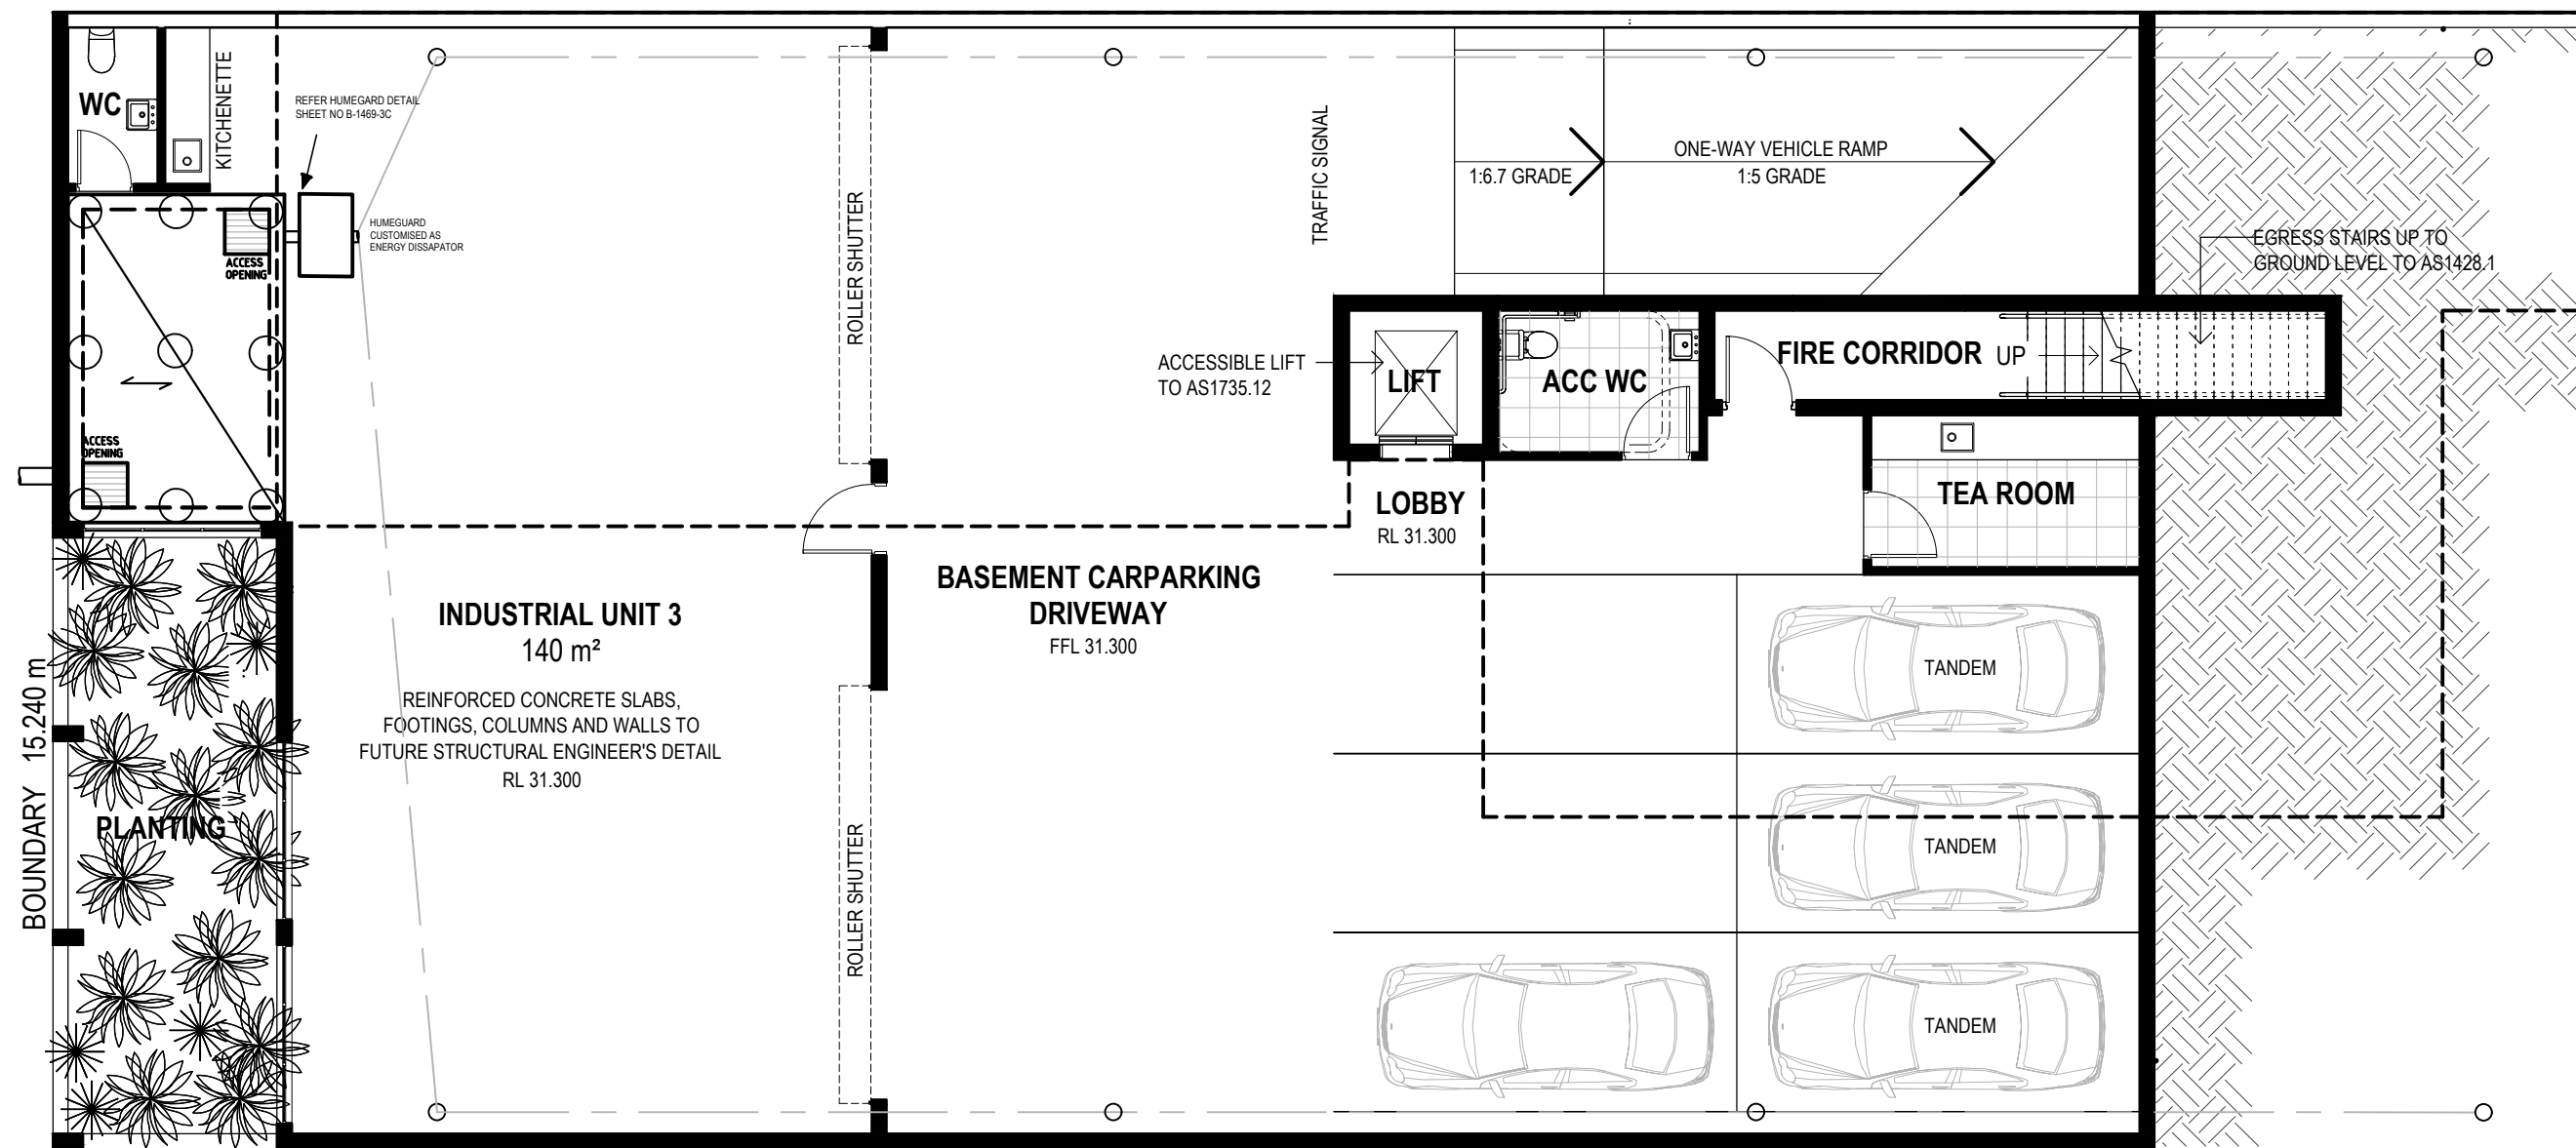 WC
KITCHENETTE
REFER HUMEGARD DETAIL
SHEET NO B-1469-3C
HUMEGUARD
CUSTOMISED AS
ENERGY DISSAPATOR
ACCESS
OPENING
ACCESS
OPENING
ROLLER SHUTTER
TRAFFIC SIGNAL
1:6.7 GRADE
ONE-WAY VEHICLE RAMP
1:5 GRADE
EGRESS STAIRS UP TO
GROUND LEVEL TO AS1428.1
ACCESSIBLE LIFT
TO AS1735.12
LIFT
ACC WC
FIRE CORRIDOR
UP
LOBBY
RL 31.300
TEA ROOM
BASEMENT CARPARKING
DRIVEWAY
FFL 31.300
INDUSTRIAL UNIT 3
140 m²
REINFORCED CONCRETE SLABS,
FOOTINGS, COLUMNS AND WALLS TO
FUTURE STRUCTURAL ENGINEER'S DETAIL
RL 31.300
BOUNDARY 15.240 m
PLANTING
ROLLER SHUTTER
TANDEM
TANDEM
TANDEM